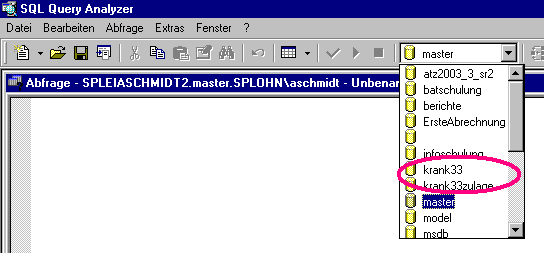 SQL Query Analyzer
Datei Bearbeiten Abfrage Extras Fenster ?
master
Abfrage - SPLEIASCHMIDT2.master.SPLOHN\aschmidt - Unbenan
atz2003_3_sr2
batschulung
berichte
ErsteAbrechnung
infoschulung
krank33
krank33zulage
master
model
msdb